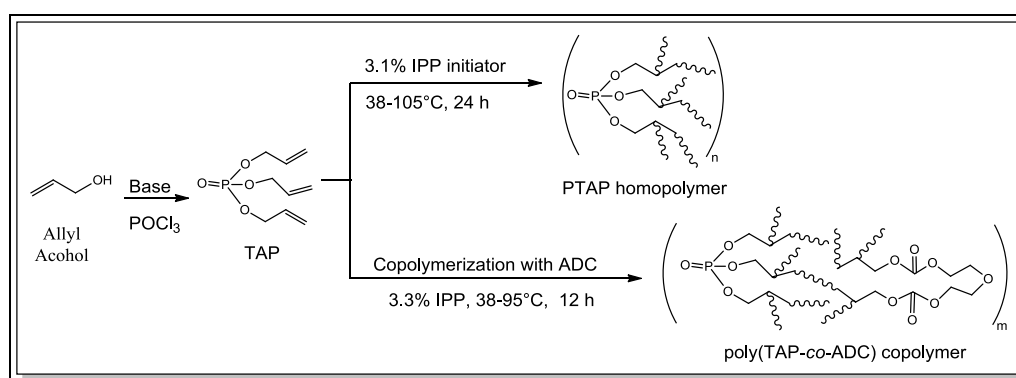 3.1% IPP initiator
38-105°C, 24 h
O=P O O O
n
PTAP homopolymer
OH
Allyl
Acohol
Base
POCl3
O=P O O O
TAP
Copolymerization with ADC
3.3% IPP, 38-95°C, 12 h
O=P O O O O O O O O O O
m
poly(TAP-co-ADC) copolymer